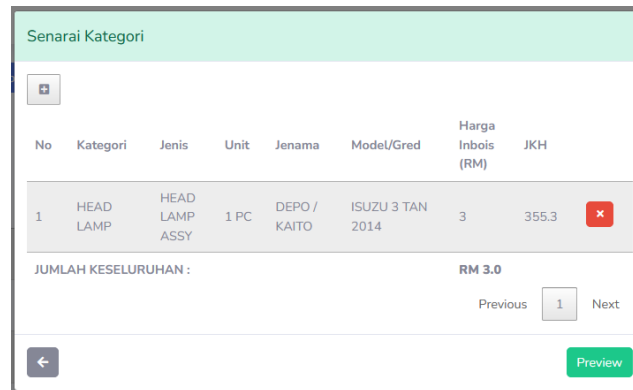 Senarai Kategori
No Kategori Jenis Unit Jenama Model/Gred Harga Inbois (RM) JKH
1 HEAD LAMP HEAD LAMP ASSY 1 PC DEPO / KAITO ISUZU 3 TAN 2014 3 355.3
JUMLAH KESELURUHAN : RM 3.0
Previous 1 Next
Preview